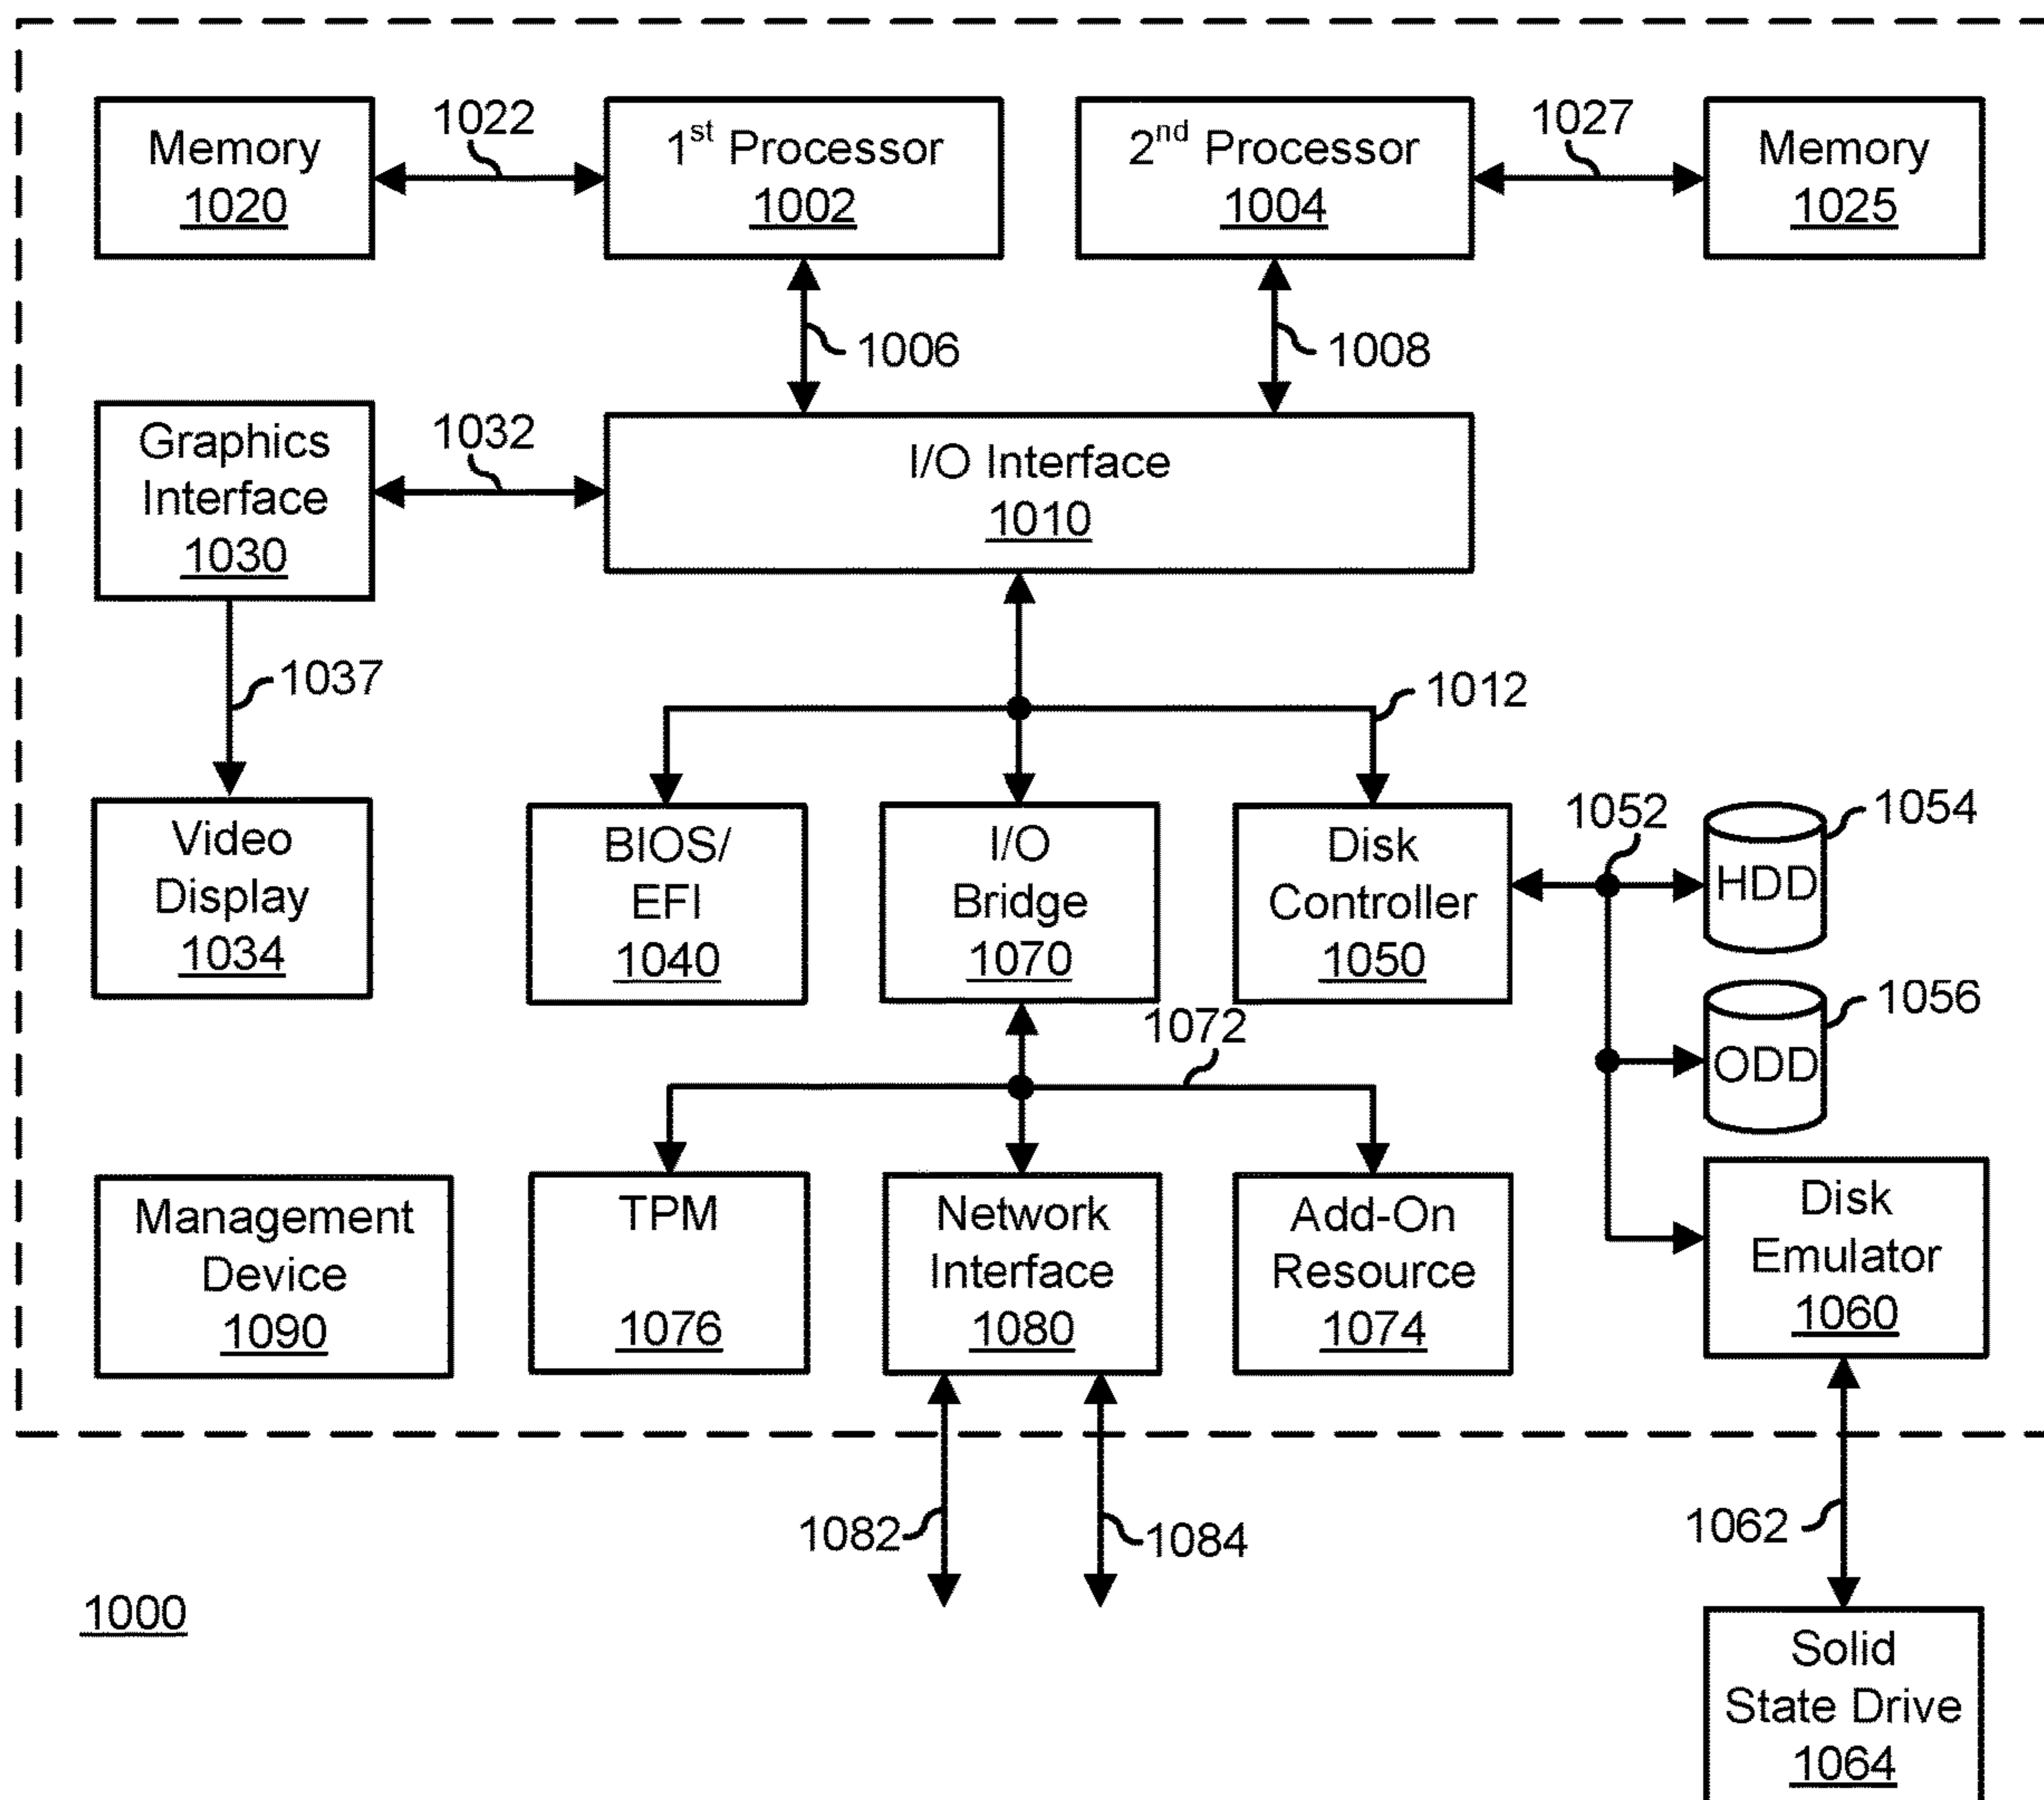 Memory
1020
1022
1st Processor
1002
2nd Processor
1004
1027
Memory
1025
1006
1008
Graphics
Interface
1030
1032
I/O Interface
1010
1037
1012
Video
Display
1034
BIOS/
EFI
1040
I/O
Bridge
1070
Disk
Controller
1050
1052
HDD
1054
ODD
1056
1072
Management
Device
1090
TPM
1076
Network
Interface
1080
Add-On
Resource
1074
Disk
Emulator
1060
1082
1084
1062
1000
Solid
State Drive
1064